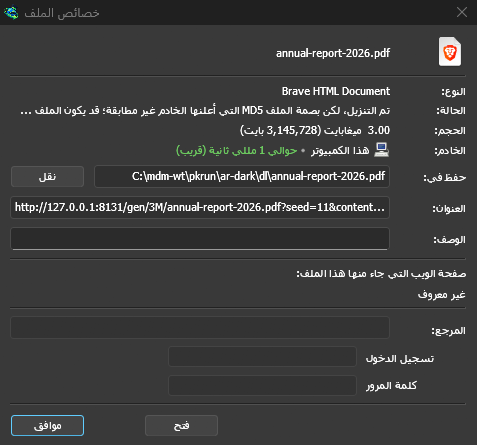 خصائص الملف
annual-report-2026.pdf
النوع: Brave HTML Document
الحالة: تم التنزيل، لكن بصمة الملف MD5 التي أعلنها الخادم غير مطابقة؛ قد يكون الملف ...
الحجم: 3.00 ميغابايت (3,145,728 بايت)
الخادم: هذا الكمبيوتر • حوالي 1 مللي ثانية (قريب)
حفظ في: C:\mdm-wt\pkrun\ar-dark\dl\annual-report-2026.pdf نقل
العنوان: http://127.0.0.1:8131/gen/3M/annual-report-2026.pdf?seed=11&content...
الوصف:
صفحة الويب التي جاء منها هذا الملف:
غير معروف
المرجع:
تسجيل الدخول
كلمة المرور
فتح موافق